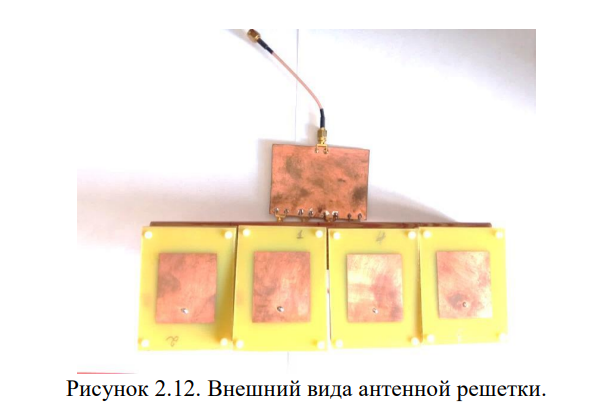 Рисунок 2.12. Внешний вида антенной решетки.